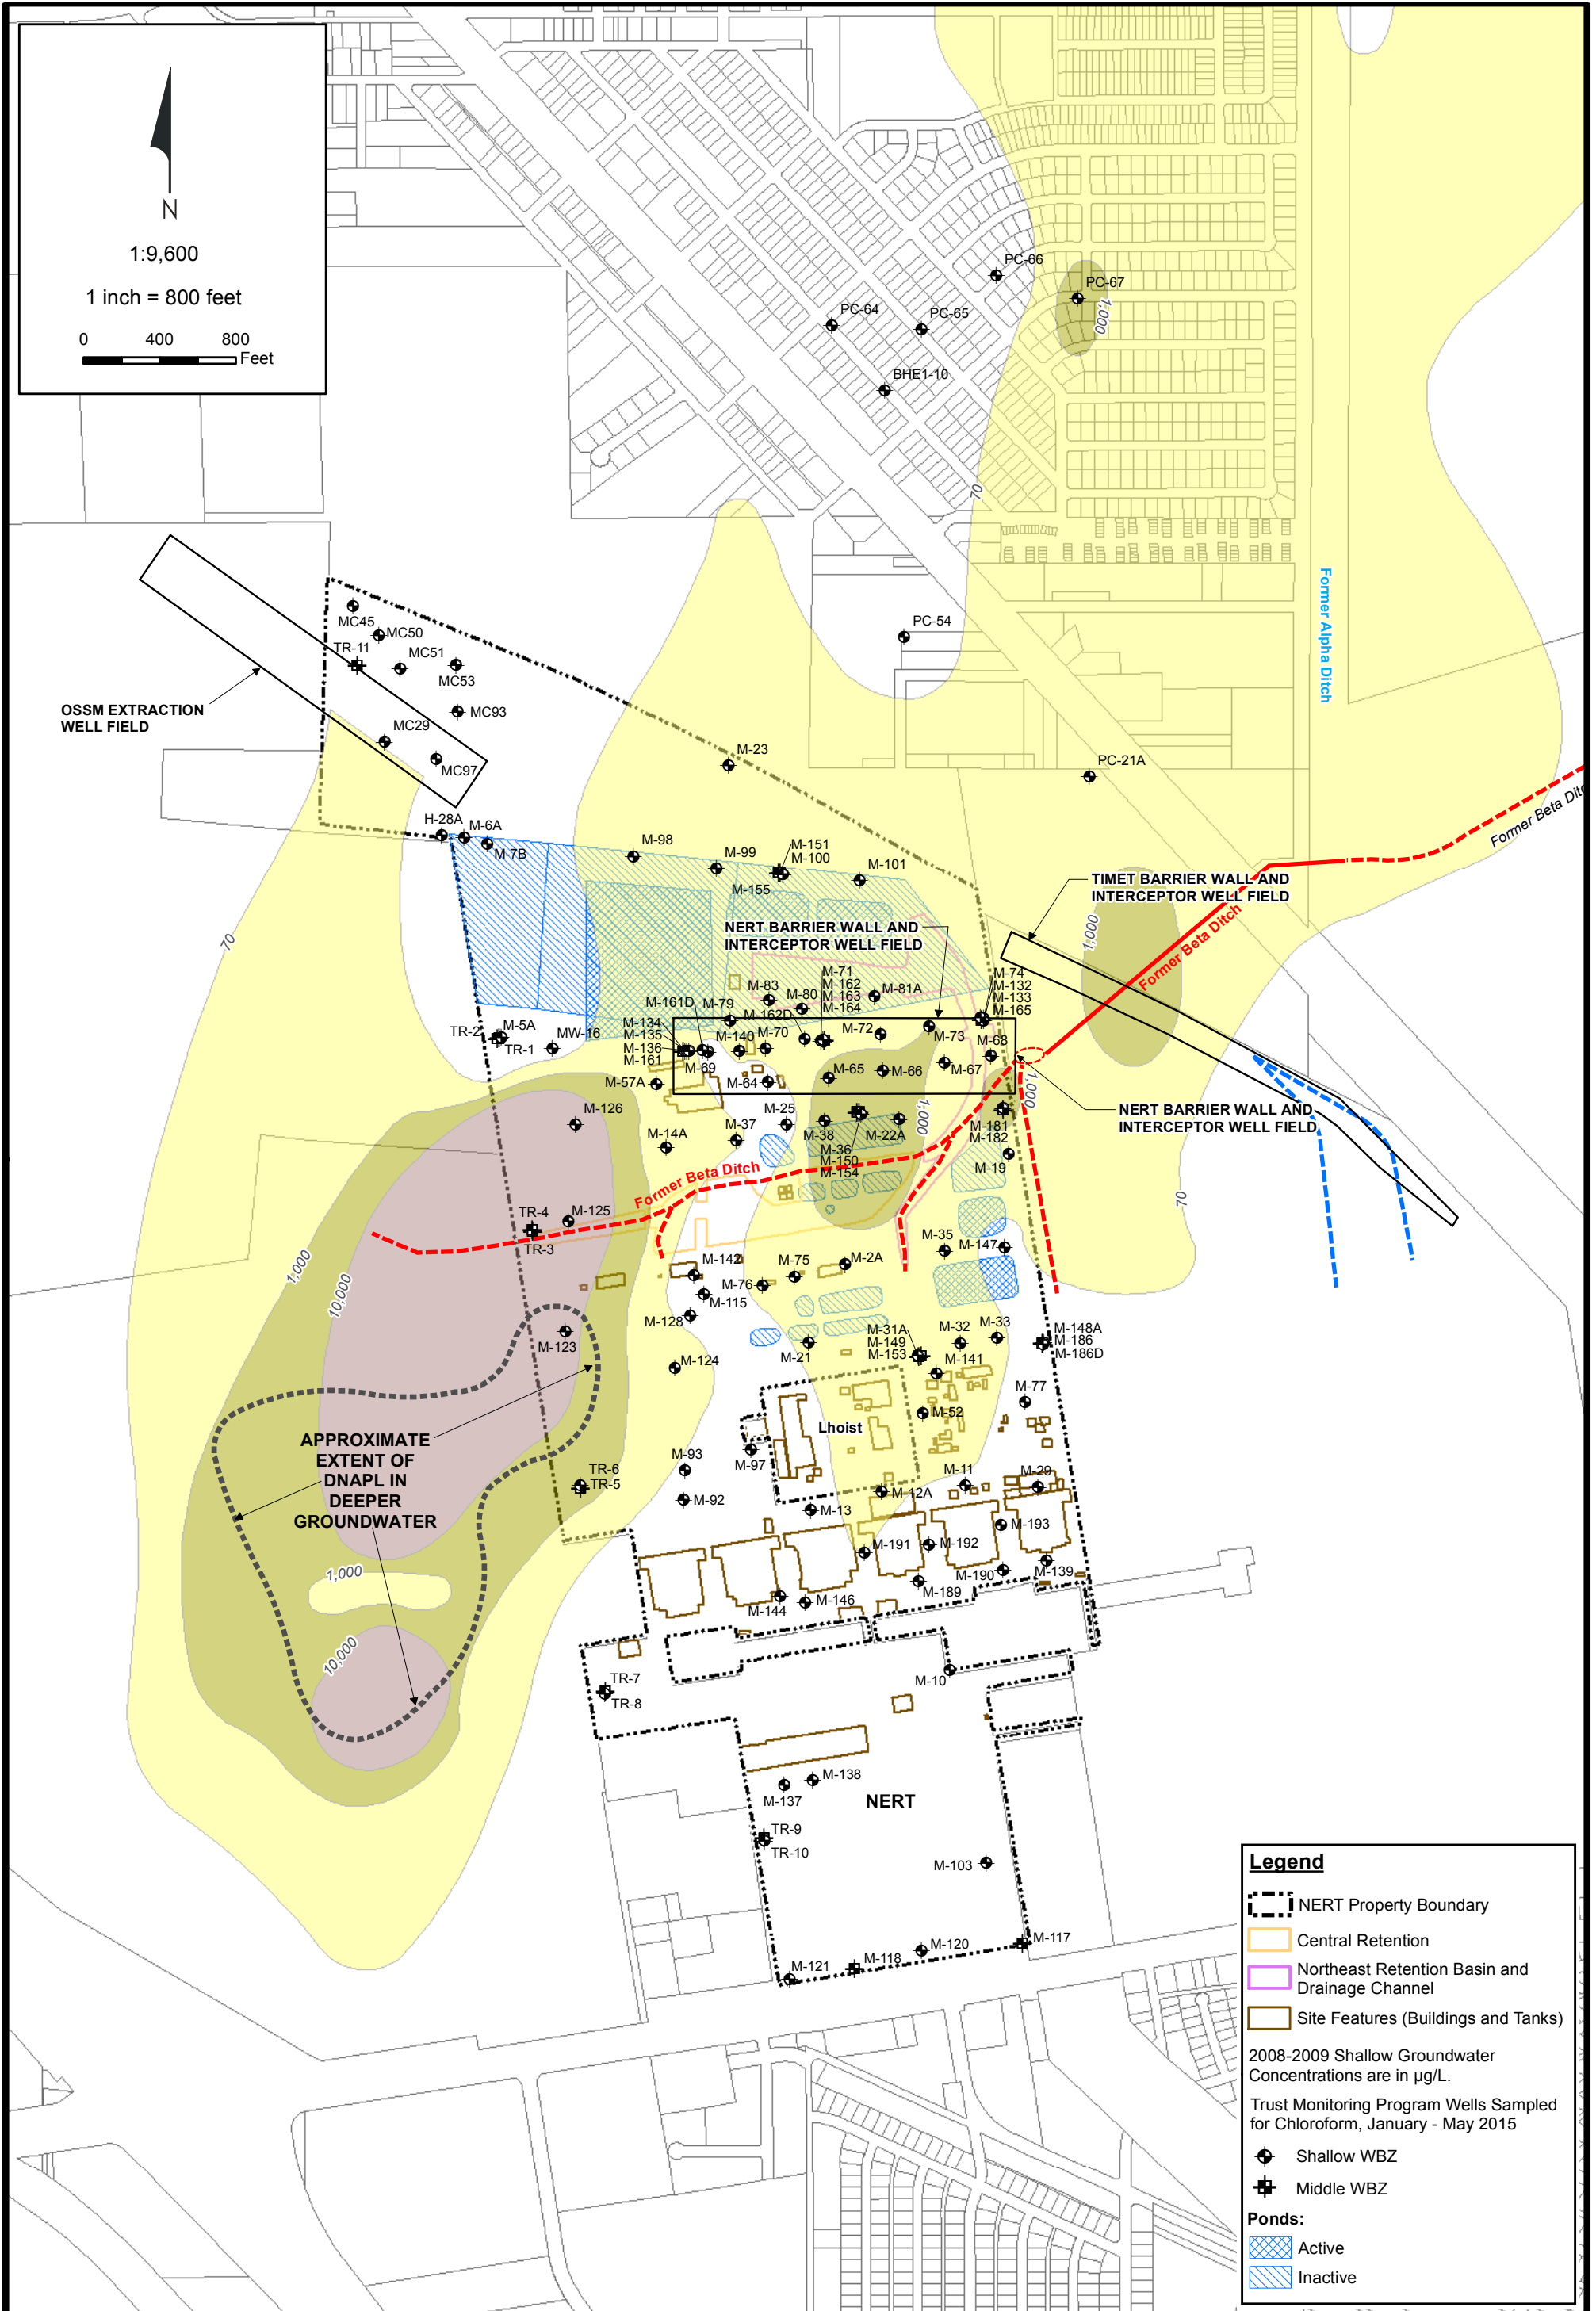 N
1:9,600
1 inch = 800 feet
0 400 800
Feet
PC-66
PC-67
1,000
PC-64
PC-65
BHE1-10
70
Former Alpha Ditch
PC-54
MC45
MC50
TR-11
MC51
MC53
OSSM EXTRACTION
WELL FIELD
MC93
MC29
MC97
M-23
PC-21A
Former Beta Ditc
H-28A
M-6A
M-7B
M-98
M-99
M-151
M-100
M-155
M-101
TIMET BARRIER WALL AND
INTERCEPTOR WELL FIELD
1,000
Former Beta Ditch
NERT BARRIER WALL AND
INTERCEPTOR WELL FIELD
70
M-83
M-80
M-71
M-162
M-163
M-164
M-81A
M-74
M-132
M-133
M-165
M-161D
M-79
M-162D
M-134
M-135
M-136
M-161
M-69
M-140
M-70
M-72
M-73
M-68
TR-2
M-5A
TR-1
MW-16
M-57A
M-64
M-65
M-66
M-67
1,000
1,000
NERT BARRIER WALL AND
INTERCEPTOR WELL FIELD
M-126
M-14A
M-37
M-25
M-38
M-22A
M-36
M-150
M-154
M-181
M-182
M-19
Former Beta Ditch
70
TR-4
M-125
TR-3
1,000
10,000
M-142
M-75
M-2A
M-35
M-147
M-76
M-115
M-128
M-123
M-124
M-21
M-31A
M-149
M-153
M-32
M-33
M-141
M-148A
M-186
M-186D
M-77
M-52
Lhoist
APPROXIMATE
EXTENT OF
DNAPL IN
DEEPER
GROUNDWATER
M-93
M-97
TR-6
TR-5
M-92
M-13
M-12A
M-11
M-29
M-193
M-191
M-192
M-190
M-139
M-189
1,000
M-144
M-146
10,000
M-10
TR-7
TR-8
M-138
M-137
NERT
TR-9
TR-10
M-103
M-120
M-117
M-118
M-121
Legend
NERT Property Boundary
Central Retention
Northeast Retention Basin and
Drainage Channel
Site Features (Buildings and Tanks)
2008-2009 Shallow Groundwater
Concentrations are in µg/L.
Trust Monitoring Program Wells Sampled
for Chloroform, January - May 2015
Shallow WBZ
Middle WBZ
Ponds:
Active
Inactive